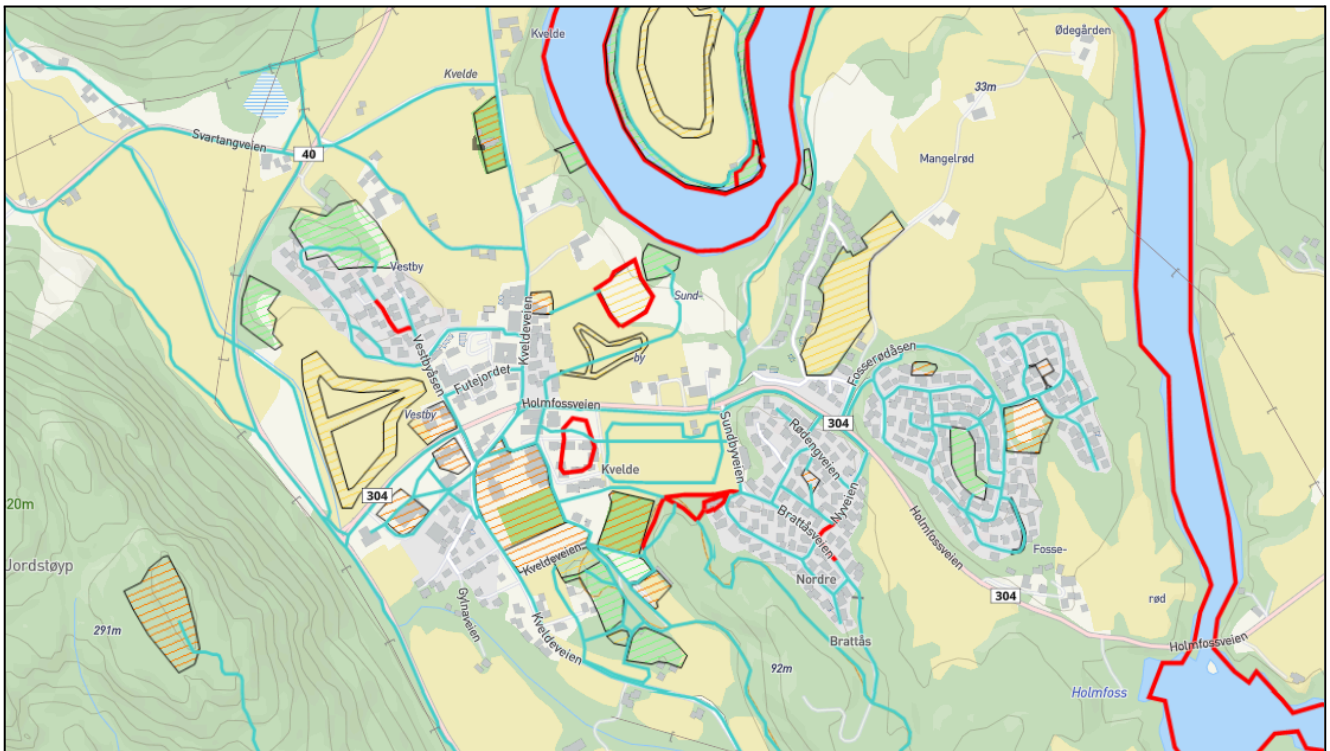 Ødegården
Kvelde
Kvelde
33m
Svartangveien
40
Mangelrød
Vestby
Sund-
by
Kveldeveien
Vestbyåsen
Futejordet
Fosserødåsen
Holmfossveien
Vestby
304
Sundbyveien
Rødengveien
Kvelde
304
20m
Nyveien
Brattåsveien
Holmfossveien
Kveldeveien
Fosse-
Jordstøyp
Nordre
Gylnaveien
304
rød
291m
Kveldeveien
Brattås
Holmfossveien
92m
Holmfoss